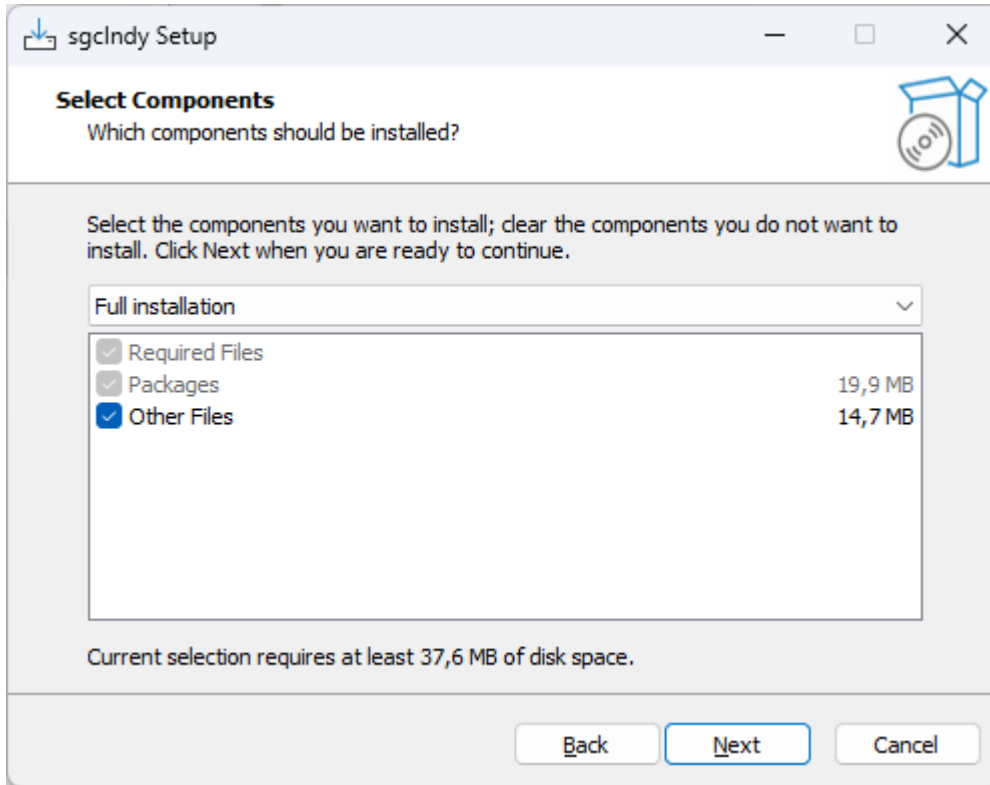 sgcIndy Setup
Select Components
Which components should be installed?
Select the components you want to install; clear the components you do not want to
install. Click Next when you are ready to continue.
Full installation
Required Files
Packages 19,9 MB
Other Files 14,7 MB
Current selection requires at least 37,6 MB of disk space.
Back Next Cancel